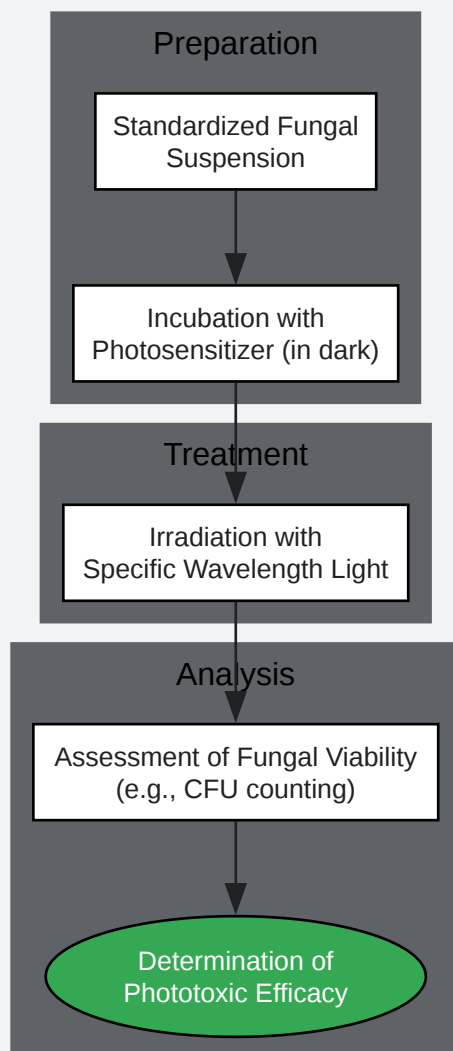 Preparation
Standardized Fungal
Suspension
Incubation with
Photosensitizer (in dark)
Treatment
Irradiation with
Specific Wavelength Light
Analysis
Assessment of Fungal Viability
(e.g., CFU counting)
Determination of
Phototoxic Efficacy